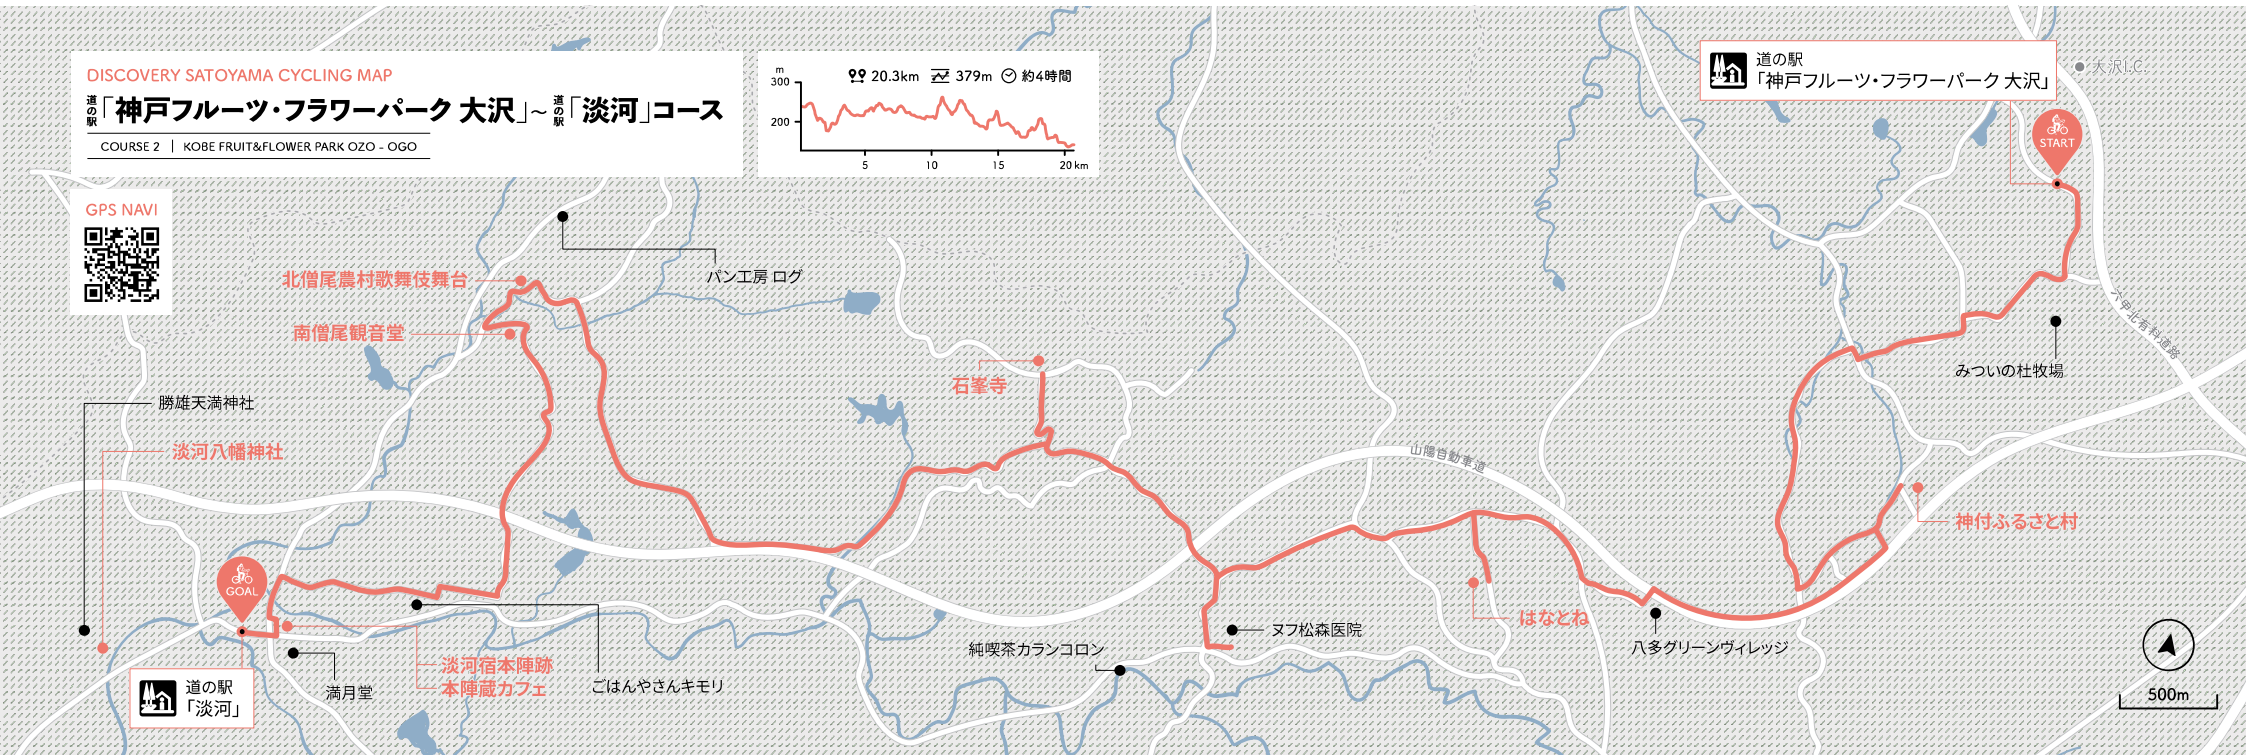 DISCOVERY SATOYAMA CYCLING MAP
道の駅「神戸フルーツ・フラワーパーク 大沢」~道の駅「淡河」コース
COURSE 2 | KOBE FRUIT&FLOWER PARK OZO - OGO
20.3km 379m 約4時間
m
300
200
5 10 15 20 km
道の駅
「神戸フルーツ・フラワーパーク 大沢」
大沢I.C
START
GPS NAVI
パン工房 ログ
北僧尾農村歌舞伎舞台
南僧尾観音堂
六甲北有料道路
みついの杜牧場
石峯寺
勝雄天満神社
淡河八幡神社
山陽自動車道
神付ふるさと村
GOAL
はなとね
ヌフ松森医院
純喫茶カランコロン
八多グリーンヴィレッジ
淡河宿本陣跡
本陣蔵カフェ
ごはんやさんキモリ
満月堂
道の駅
「淡河」
500m